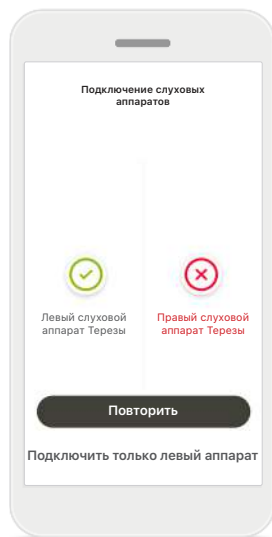 Подключение слуховых
аппаратов
Левый слуховой
аппарат Терезы
Правый слуховой
аппарат Терезы
Повторить
Подключить только левый аппарат